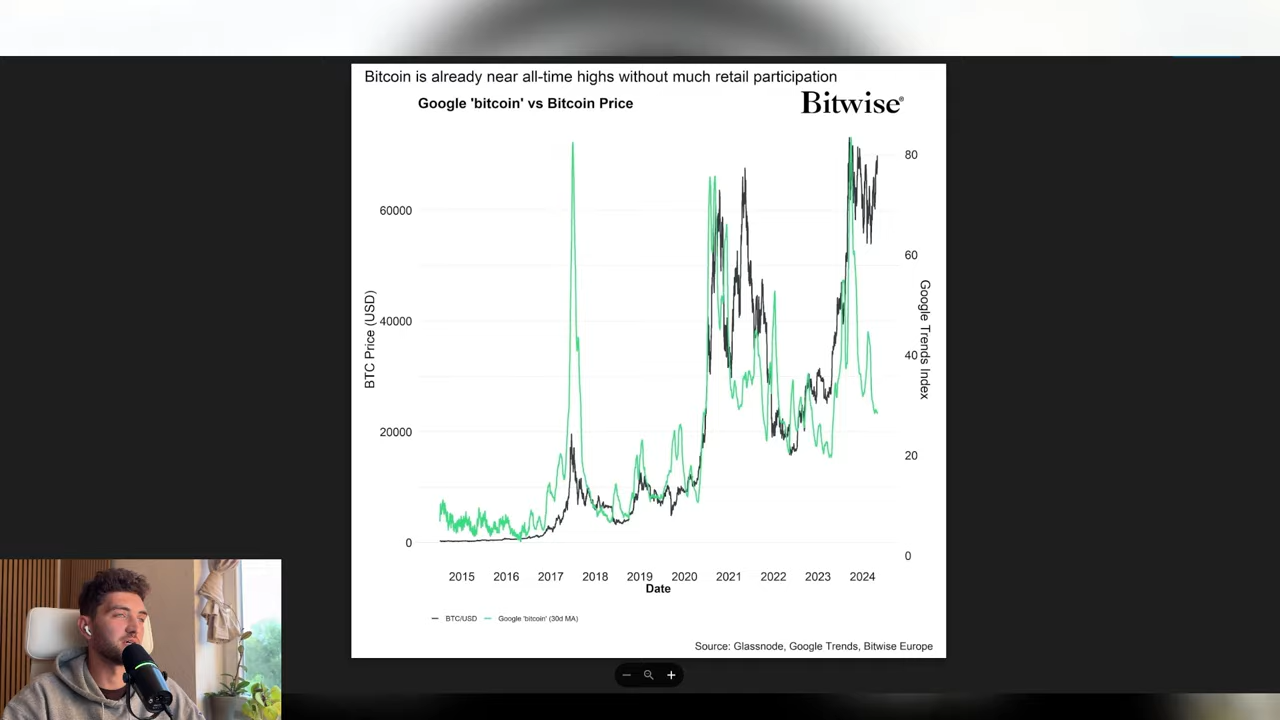 Bitcoin is already near all-time highs without much retail participation
Google 'bitcoin' vs Bitcoin Price
Bitwise®
80
60000
60
BTC Price (USD)
Google Trends Index
40000
40
20000
20
0
0
2015 2016 2017 2018 2019 2020 2021 2022 2023 2024
Date
BTC/USD Google 'bitcoin' (30d MA)
Source: Glassnode, Google Trends, Bitwise Europe